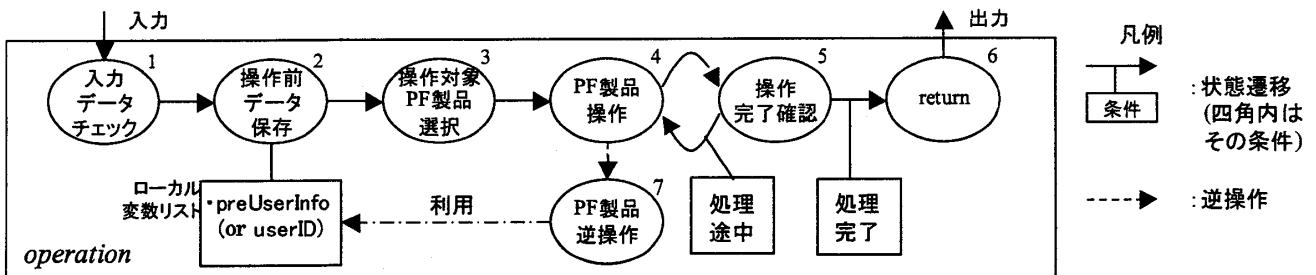 入力
出力
1
入力
データ
チェック
2
操作前
データ
保存
3
操作対象
PF製品
選択
4
PF製品
操作
5
操作
完了確認
6
return
7
PF製品
逆操作
ローカル
変数リスト
・preUserInfo
(or userID)
利用
処理
途中
処理
完了
operation
凡例
条件
:状態遷移
(四角内は
その条件)
:逆操作